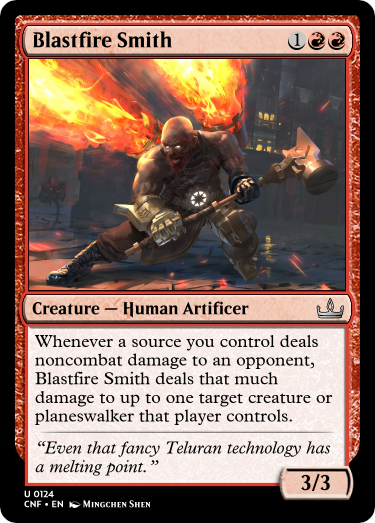 Blastfire Smith 1
Creature — Human Artificer
Whenever a source you control deals
noncombat damage to an opponent,
Blastfire Smith deals that much
damage to up to one target creature or
planeswalker that player controls.
“Even that fancy Teluran technology has
a melting point.”
3/3
U 0124
CNF • EN Mingchen Shen